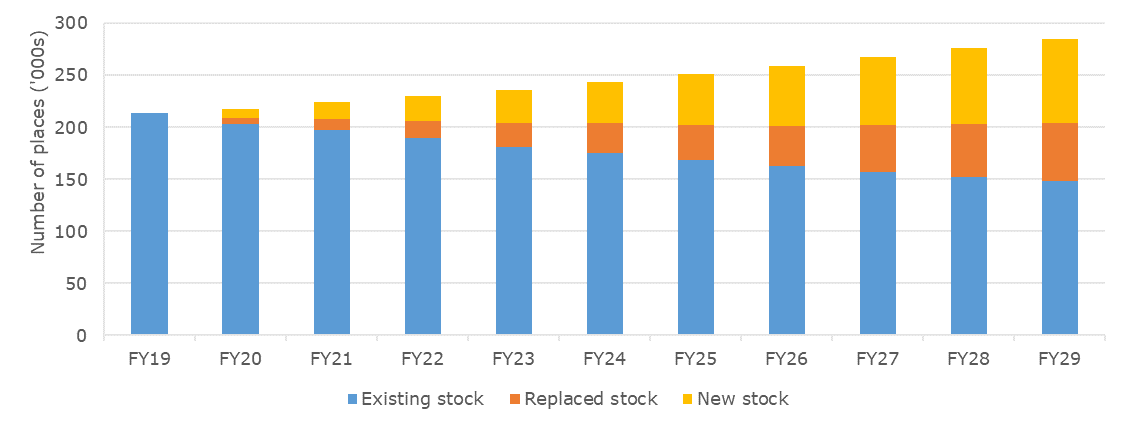 Number of places ('000s)
300
250
200
150
100
50
0
FY19 FY20 FY21 FY22 FY23 FY24 FY25 FY26 FY27 FY28 FY29
Existing stock Replaced stock New stock